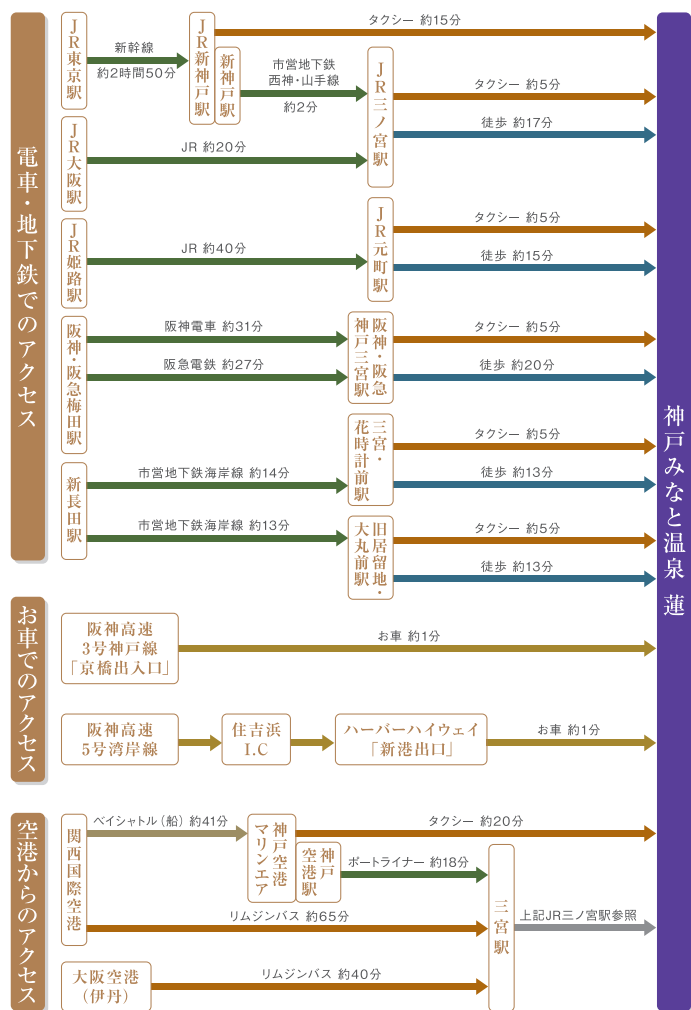 電車・地下鉄でのアクセス
JR東京駅
新幹線
約2時間50分
JR新神戸駅
新神戸駅
タクシー 約15分
市営地下鉄
西神・山手線
約2分
JR三ノ宮駅
タクシー 約5分
徒歩 約17分
JR大阪駅
JR 約20分
JR姫路駅
JR 約40分
JR元町駅
タクシー 約5分
徒歩 約15分
阪神・阪急梅田駅
阪神電車 約31分
阪急電鉄 約27分
阪神・阪急
神戸三宮駅
タクシー 約5分
徒歩 約20分
新長田駅
市営地下鉄海岸線 約14分
三宮・
花時計前駅
タクシー 約5分
徒歩 約13分
市営地下鉄海岸線 約13分
旧居留地・
大丸前駅
タクシー 約5分
徒歩 約13分
神戸みなと温泉 蓮
お車でのアクセス
阪神高速
3号神戸線
「京橋出入口」
お車 約1分
阪神高速
5号湾岸線
住吉浜
I.C
ハーバーハイウェイ
「新港出口」
お車 約1分
空港からのアクセス
関西国際空港
ベイシャトル（船） 約41分
神戸空港
マリンエア
タクシー 約20分
神戸
空港駅
ポートライナー 約18分
リムジンバス 約65分
三宮駅
上記JR三ノ宮駅参照
大阪空港
（伊丹）
リムジンバス 約40分